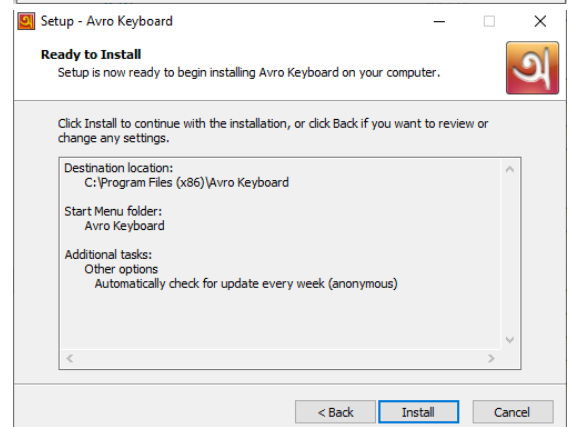 Setup - Avro Keyboard
Ready to Install
Setup is now ready to begin installing Avro Keyboard on your computer.
অ
Click Install to continue with the installation, or click Back if you want to review or
change any settings.
Destination location:
C:\Program Files (x86)\Avro Keyboard
Start Menu folder:
Avro Keyboard
Additional tasks:
Other options
Automatically check for update every week (anonymous)
< Back
Install
Cancel